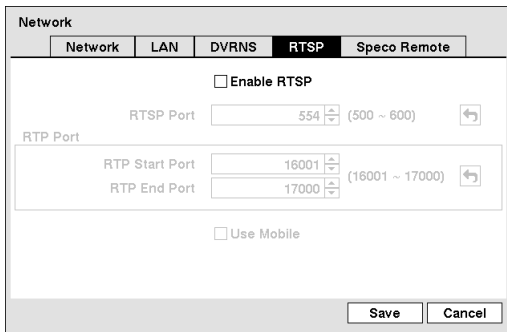 Network
Network LAN DVRNS RTSP Speco Remote
Enable RTSP
RTSP Port 554 (500 ~ 600)
RTP Port
RTP Start Port 16001
(16001 ~ 17000)
RTP End Port 17000
Use Mobile
Save Cancel